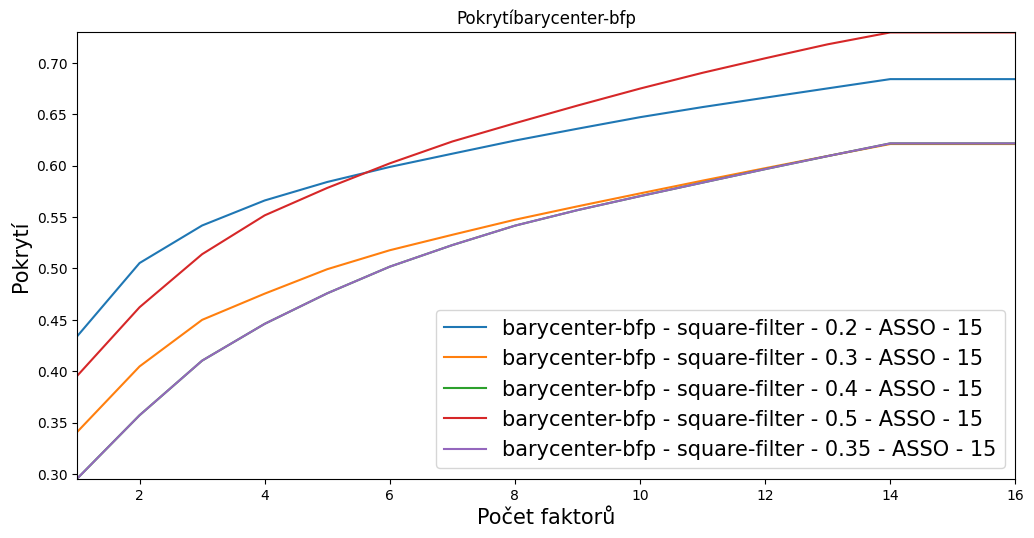 Pokrytíbarycenter-bfp
Pokrytí
0.70
0.65
0.60
0.55
0.50
0.45
0.40
0.35
0.30
barycenter-bfp - square-filter - 0.2 - ASSO - 15
barycenter-bfp - square-filter - 0.3 - ASSO - 15
barycenter-bfp - square-filter - 0.4 - ASSO - 15
barycenter-bfp - square-filter - 0.5 - ASSO - 15
barycenter-bfp - square-filter - 0.35 - ASSO - 15
2 4 6 8 10 12 14 16
Počet faktorů